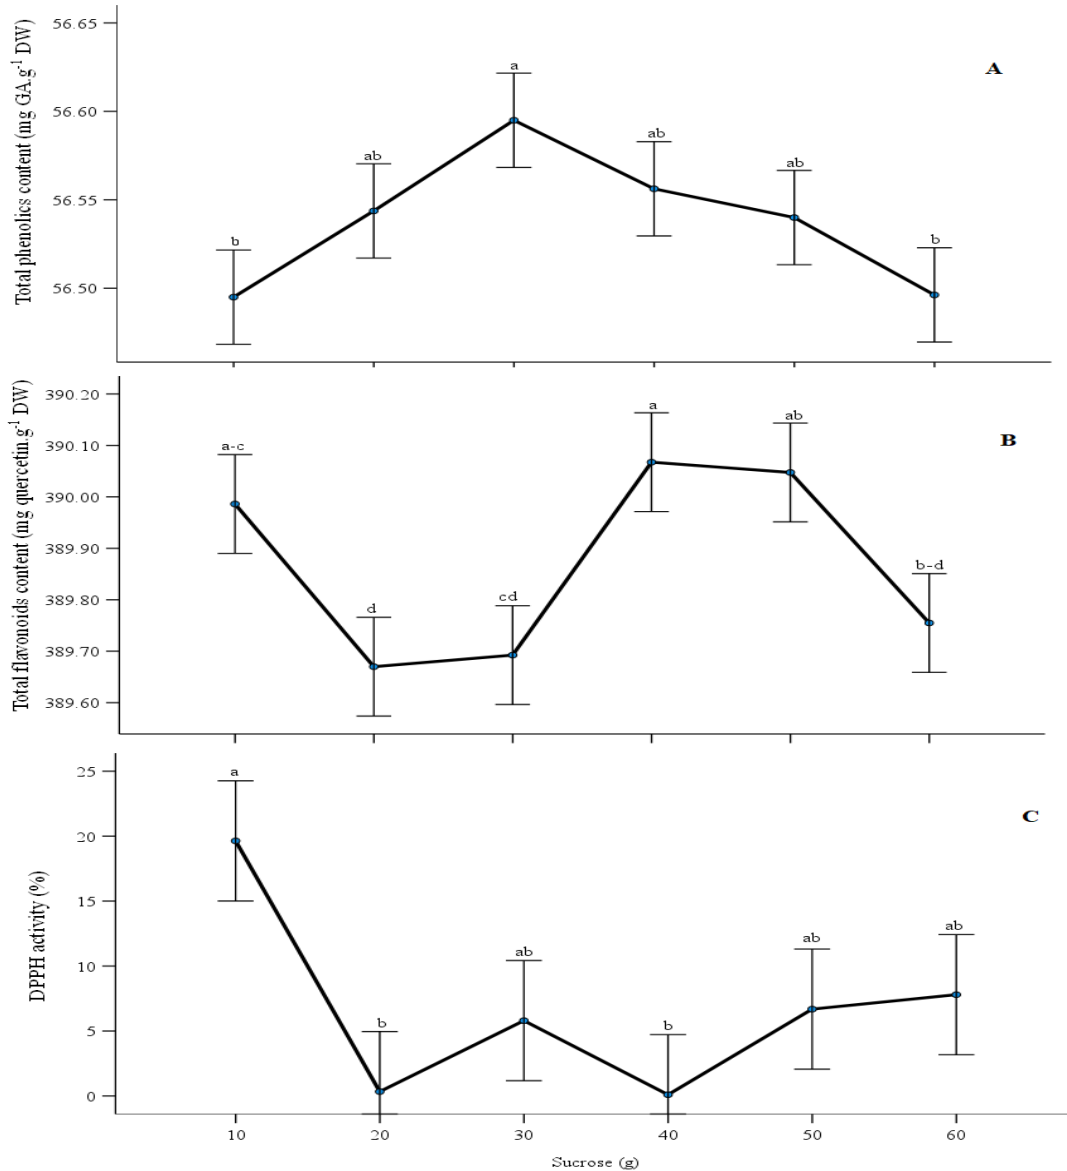 Total phenolics content (mg GA.g-1 DW)
56.65
56.60
56.55
56.50
A
b
ab
a
ab
ab
b
Total flavonoids content (mg quercetin.g-1 DW)
390.20
390.10
390.00
389.90
389.80
389.70
389.60
B
a-c
d
cd
a
ab
b-d
DPPH activity (%)
25
20
15
10
5
0
C
a
b
ab
b
ab
ab
10 20 30 40 50 60
Sucrose (g)